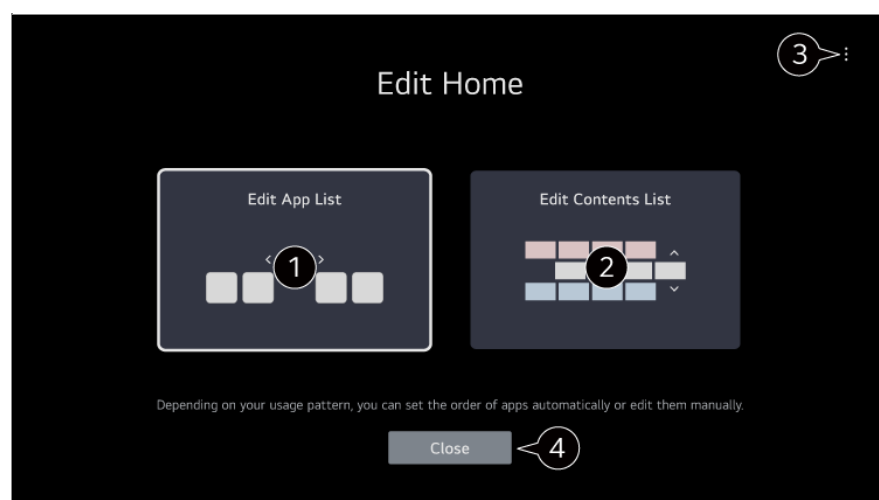 3
Edit Home
Edit App List
Edit Contents List
1
2
Depending on your usage pattern, you can set the order of apps automatically or edit them manually.
Close
4